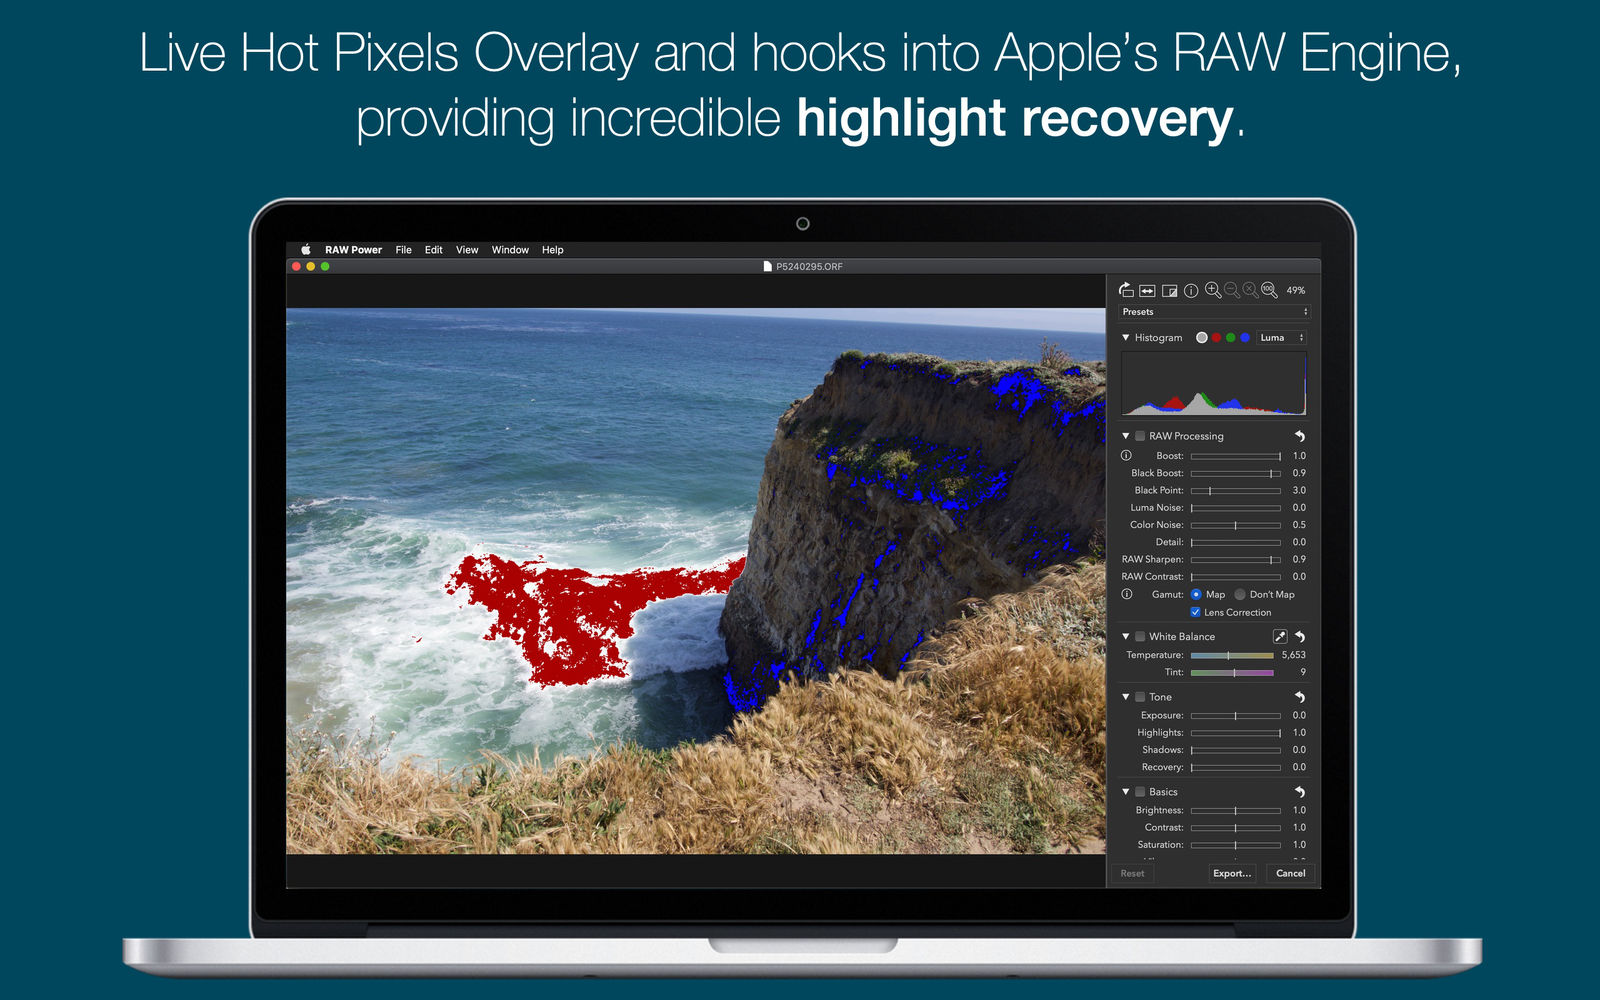 Live Hot Pixels Overlay and hooks into Apple’s RAW Engine,
providing incredible highlight recovery.
RAW Power File Edit View Window Help
P5240295.ORF
100 49%
Presets
Histogram Luma
RAW Processing
Boost: 1.0
Black Boost: 0.9
Black Point: 3.0
Luma Noise: 0.0
Color Noise: 0.5
Detail: 0.0
RAW Sharpen: 0.9
RAW Contrast: 0.0
Gamut: Map Don't Map
Lens Correction
White Balance
Temperature: 5,653
Tint: 9
Tone
Exposure: 0.0
Highlights: 1.0
Shadows: 0.0
Recovery: 0.0
Basics
Brightness: 1.0
Contrast: 1.0
Saturation: 1.0
Reset Export... Cancel